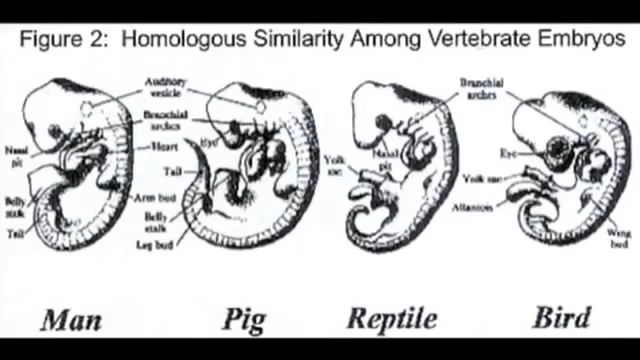 Figure 2: Homologous Similarity Among Vertebrate Embryos
Auditory
vesicle
Branchial
arches
Nasal
pit
Heart
Belly
stalk
Arm bud
Tail
Eye
Tail
Belly
stalk
Leg bud
Branchial
arches
Yolk
sac
Nasal
pit
Eye
Yolk sac
Allantois
Wing
bud
Man
Pig
Reptile
Bird